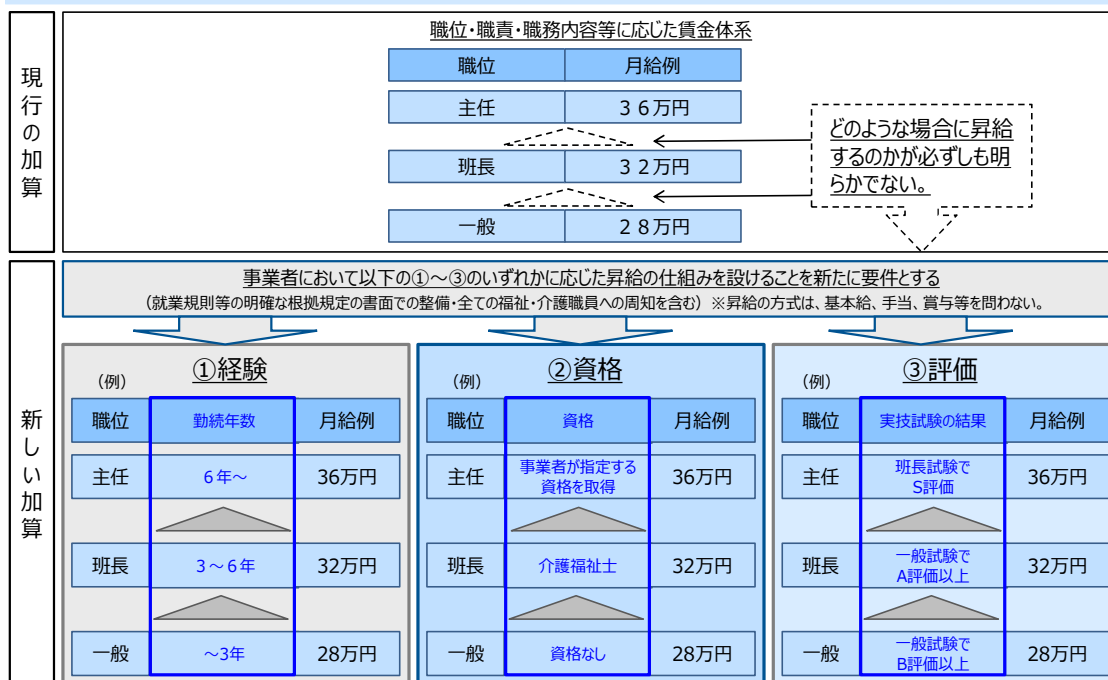 現行の加算
職位・職責・職務内容等に応じた賃金体系
職位 月給例
主任 36万円
班長 32万円
一般 28万円
どのような場合に昇給
するのかが必ずしも明
らかでない。
新しい加算
事業者において以下の①～③のいずれかに応じた昇給の仕組みを設けることを新たに要件とする
（就業規則等の明確な根拠規定の書面での整備・全ての福祉・介護職員への周知を含む）※昇給の方式は、基本給、手当、賞与等を問わない。
（例） ①経験
職位 勤続年数 月給例
主任 6年～ 36万円
班長 3～6年 32万円
一般 ～3年 28万円
（例） ②資格
職位 資格 月給例
主任 事業者が指定する
資格を取得 36万円
班長 介護福祉士 32万円
一般 資格なし 28万円
（例） ③評価
職位 実技試験の結果 月給例
主任 班長試験で
S評価 36万円
班長 一般試験で
A評価以上 32万円
一般 一般試験で
B評価以上 28万円